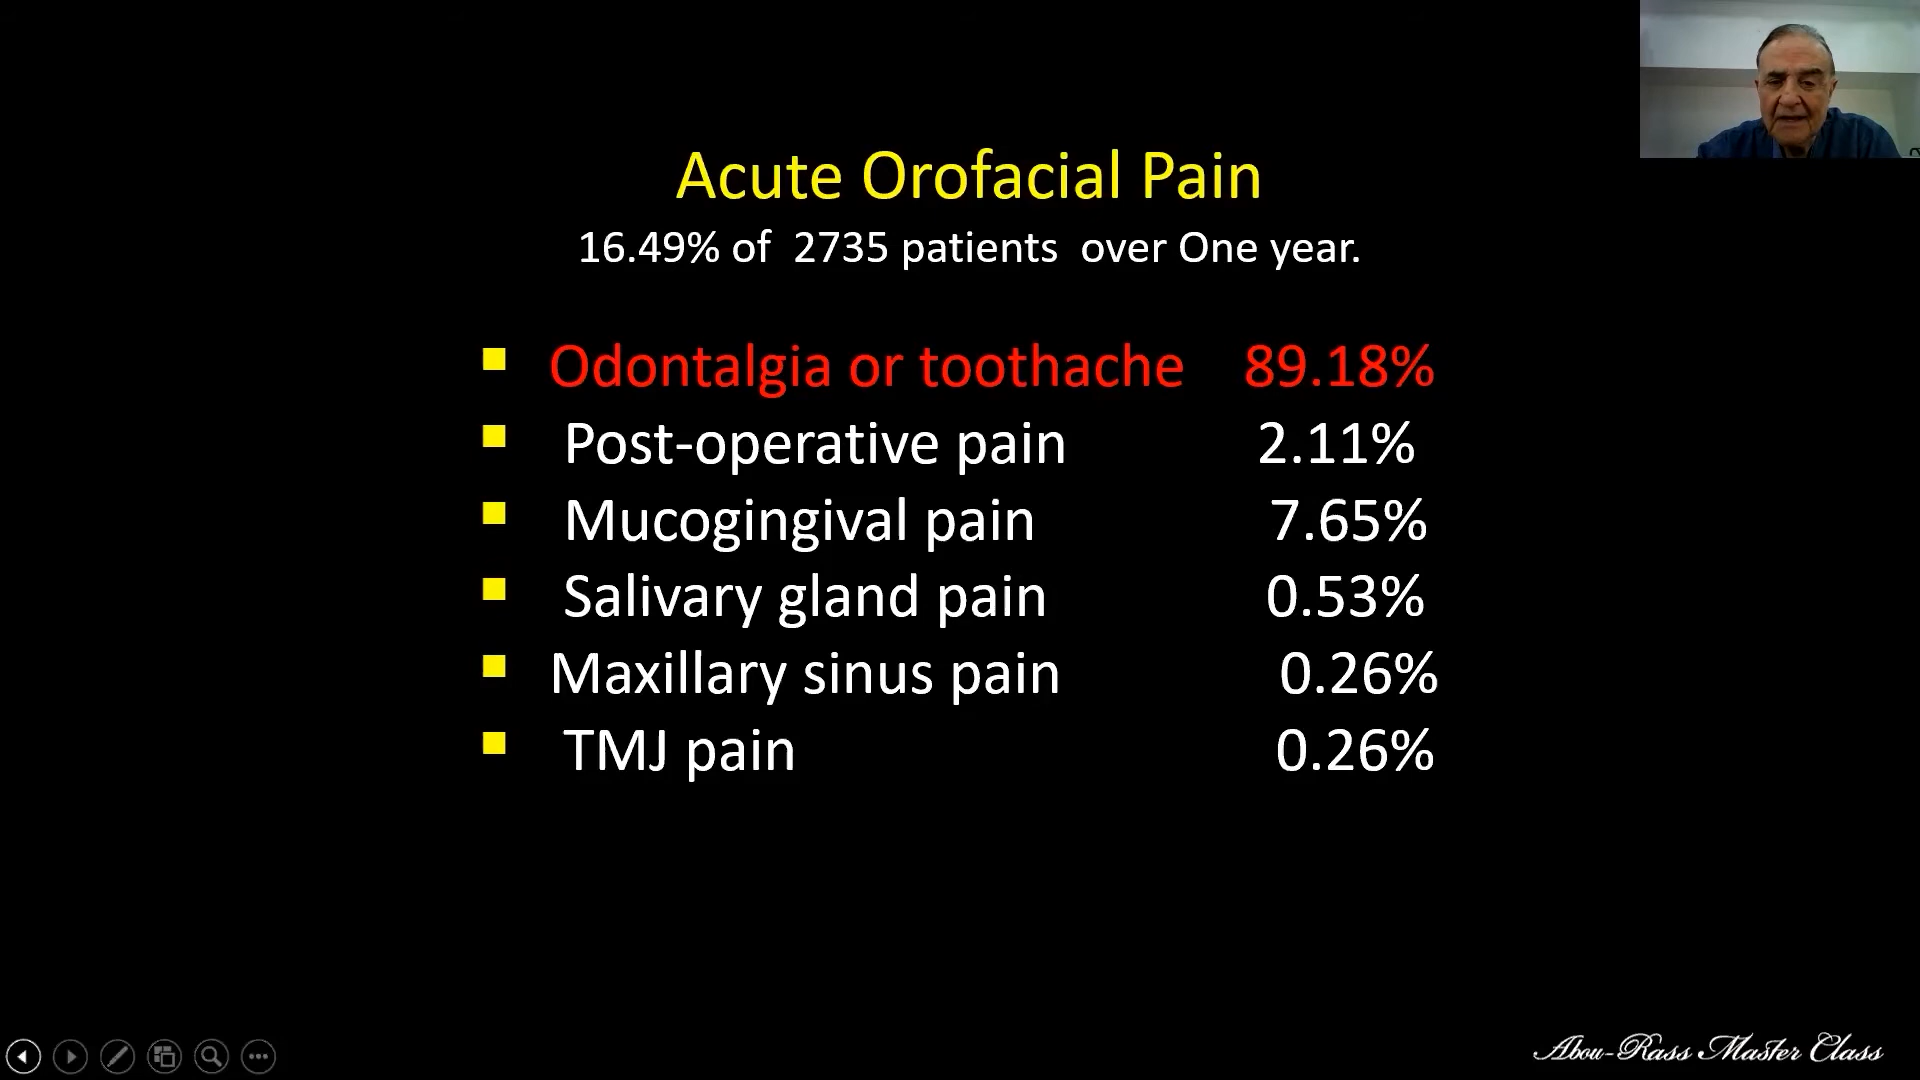 Acute Orofacial Pain
16.49% of 2735 patients over One year.
Odontalgia or toothache 89.18%
Post-operative pain 2.11%
Mucogingival pain 7.65%
Salivary gland pain 0.53%
Maxillary sinus pain 0.26%
TMJ pain 0.26%
Abou-Rass Master Class